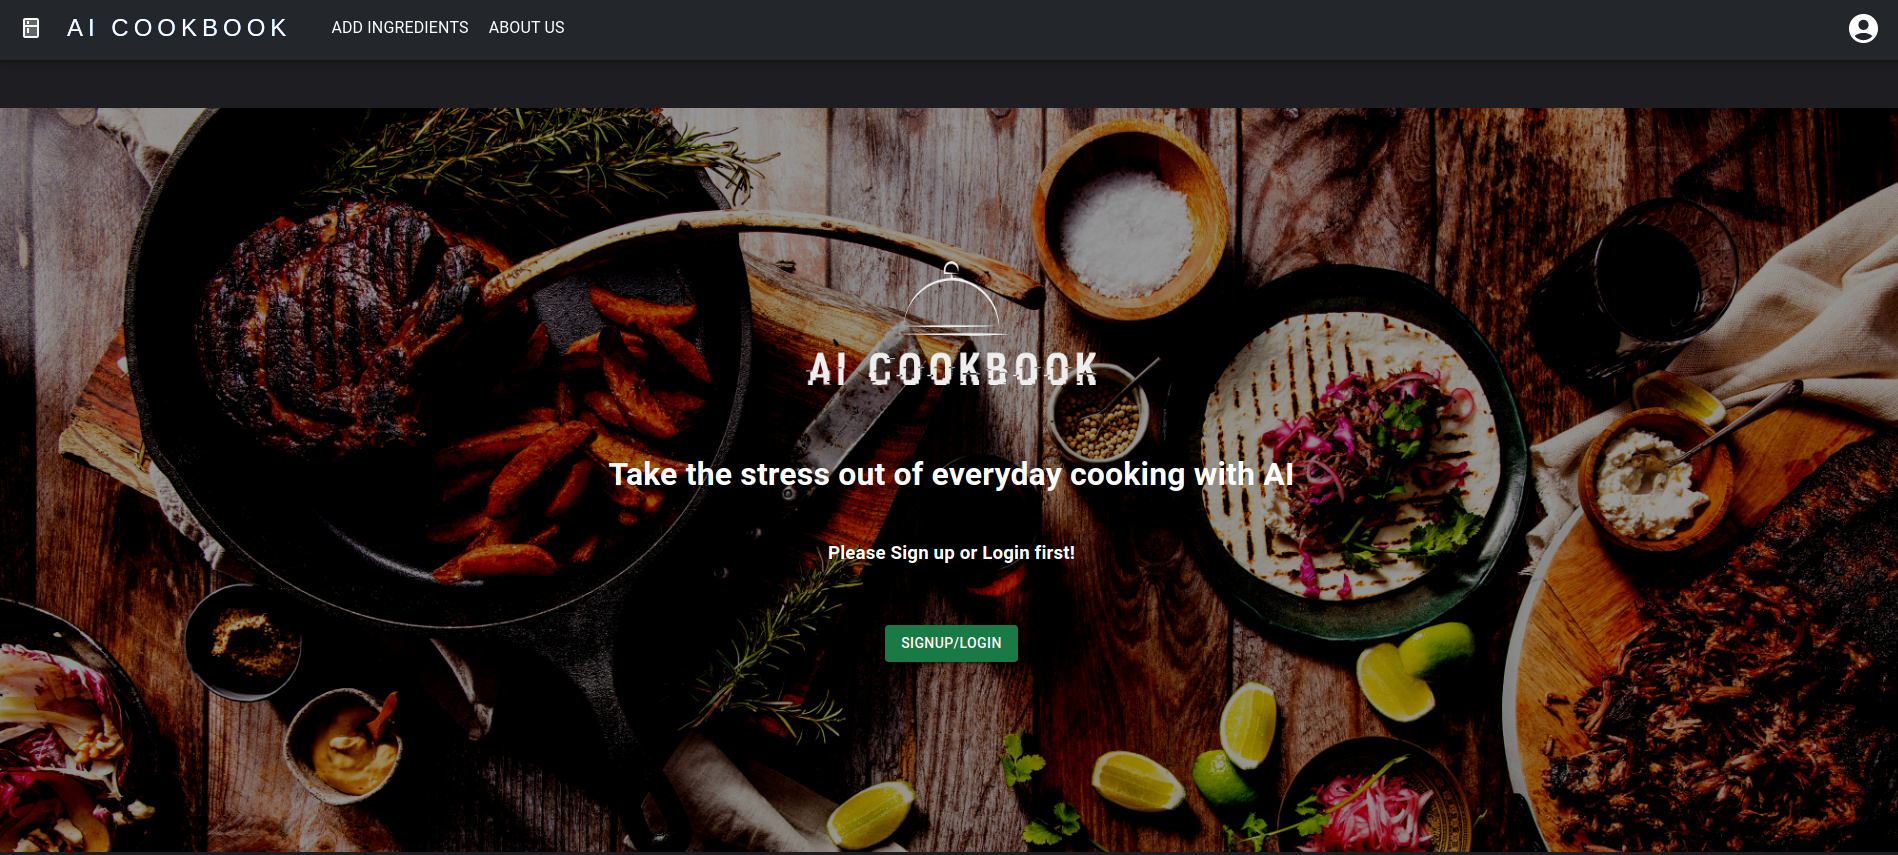 AI COOKBOOK
ADD INGREDIENTS
ABOUT US
AI COOKBOOK
Take the stress out of everyday cooking with AI
Please Sign up or Login first!
SIGNUP/LOGIN